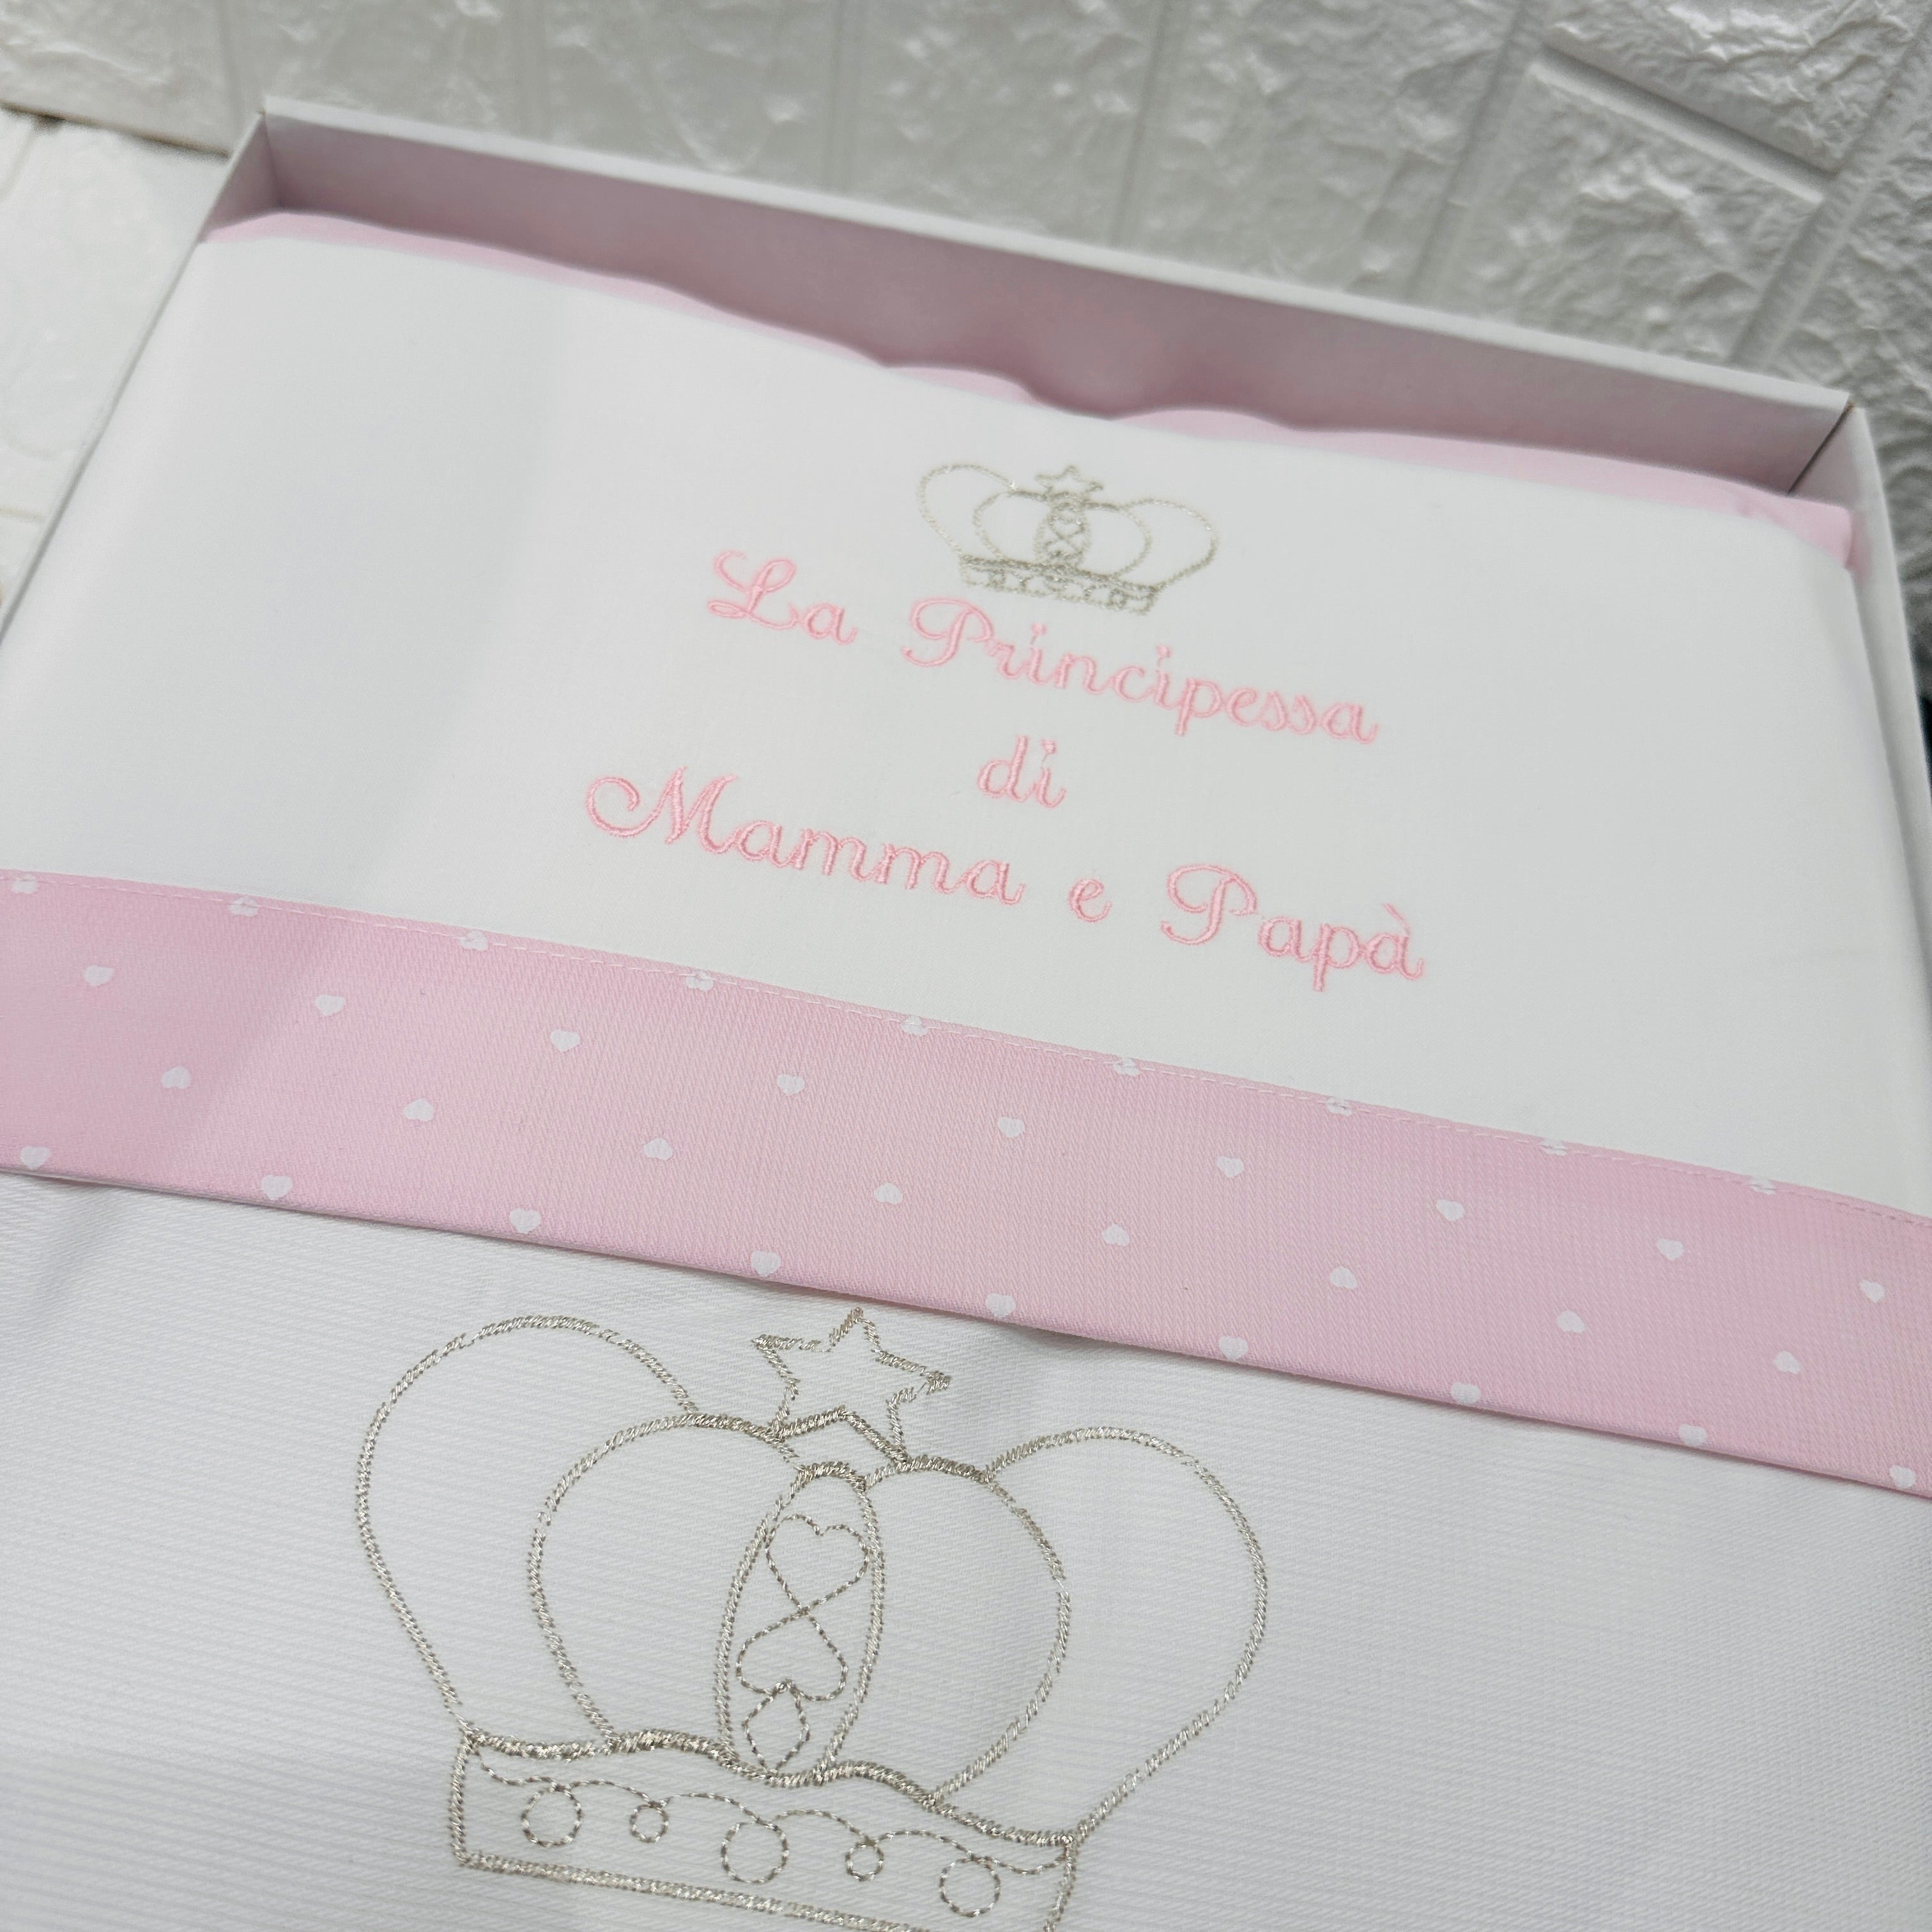 La Principessa
di
Mamma e Papà